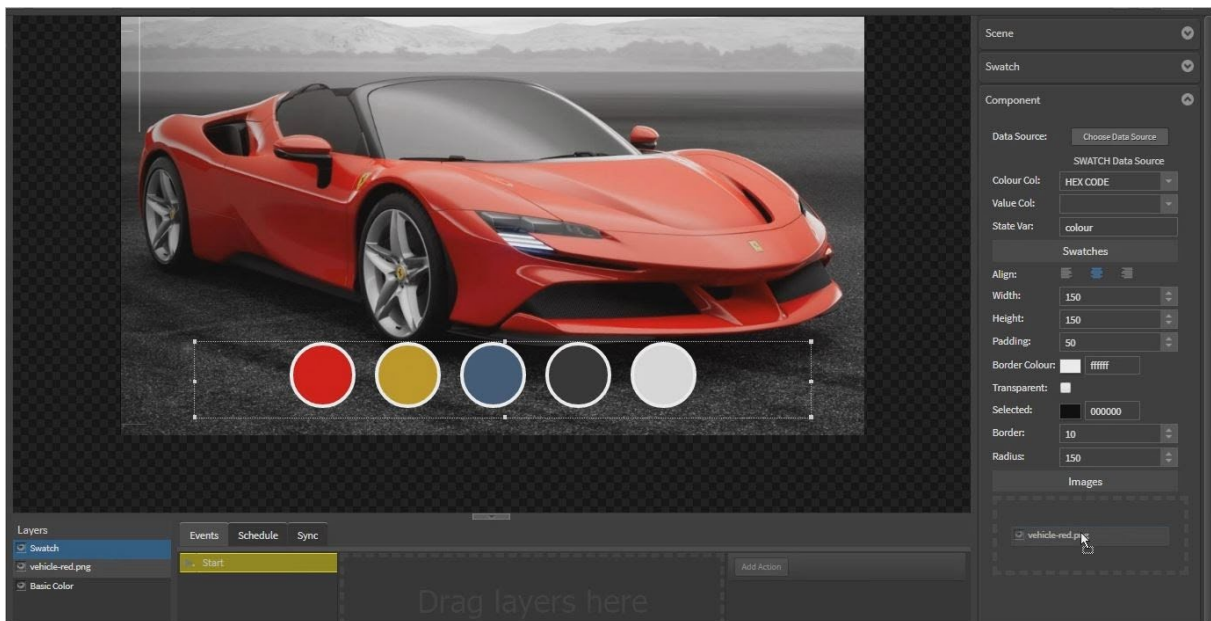 Scene
Swatch
Component
Data Source: Choose Data Source
SWATCH Data Source
Colour Col: HEX CODE
Value Col:
State Var: colour
Swatches
Align:
Width: 150
Height: 150
Padding: 50
Border Colour: ffffff
Transparent:
Selected: 000000
Border: 10
Radius: 150
Images
vehicle-red.png
Layers
Swatch
vehicle-red.png
Basic Color
Events Schedule Sync
Start
Drag layers here
Add Action